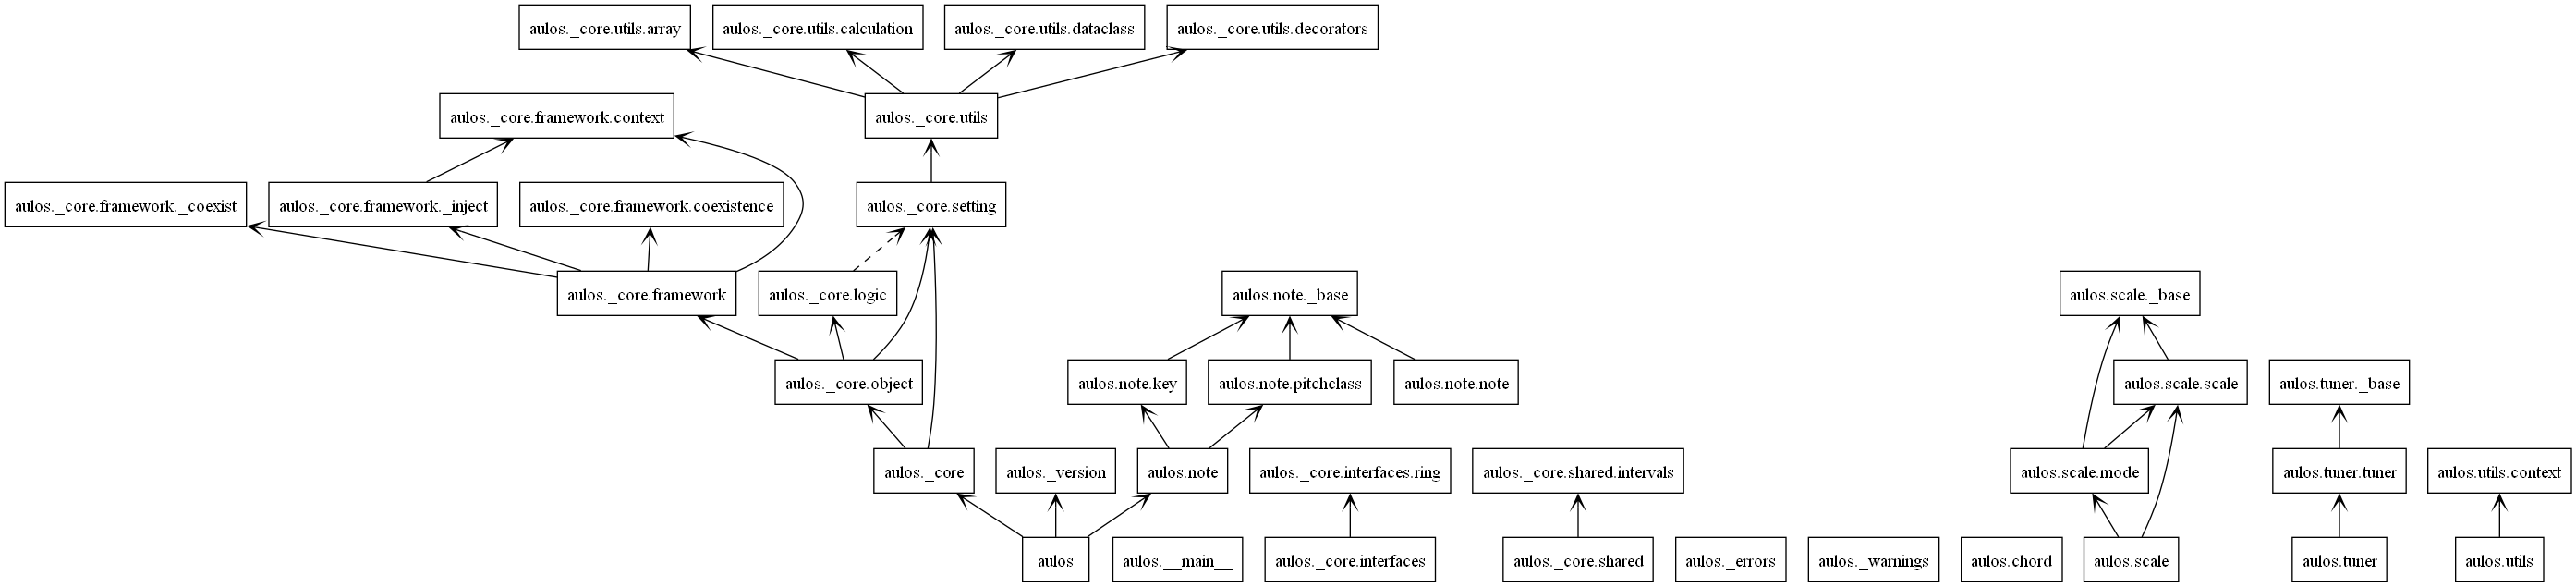 aulos._core.utils.array
aulos._core.utils.calculation
aulos._core.utils.dataclass
aulos._core.utils.decorators
aulos._core.framework.context
aulos._core.utils
aulos._core.framework._coexist
aulos._core.framework._inject
aulos._core.framework.coexistence
aulos._core.setting
aulos._core.framework
aulos._core.logic
aulos.note._base
aulos.scale._base
aulos._core.object
aulos.note.key
aulos.note.pitchclass
aulos.note.note
aulos.scale.scale
aulos.tuner._base
aulos._core
aulos._version
aulos.note
aulos._core.interfaces.ring
aulos._core.shared.intervals
aulos.scale.mode
aulos.tuner.tuner
aulos.utils.context
aulos
aulos.__main__
aulos._core.interfaces
aulos._core.shared
aulos._errors
aulos._warnings
aulos.chord
aulos.scale
aulos.tuner
aulos.utils